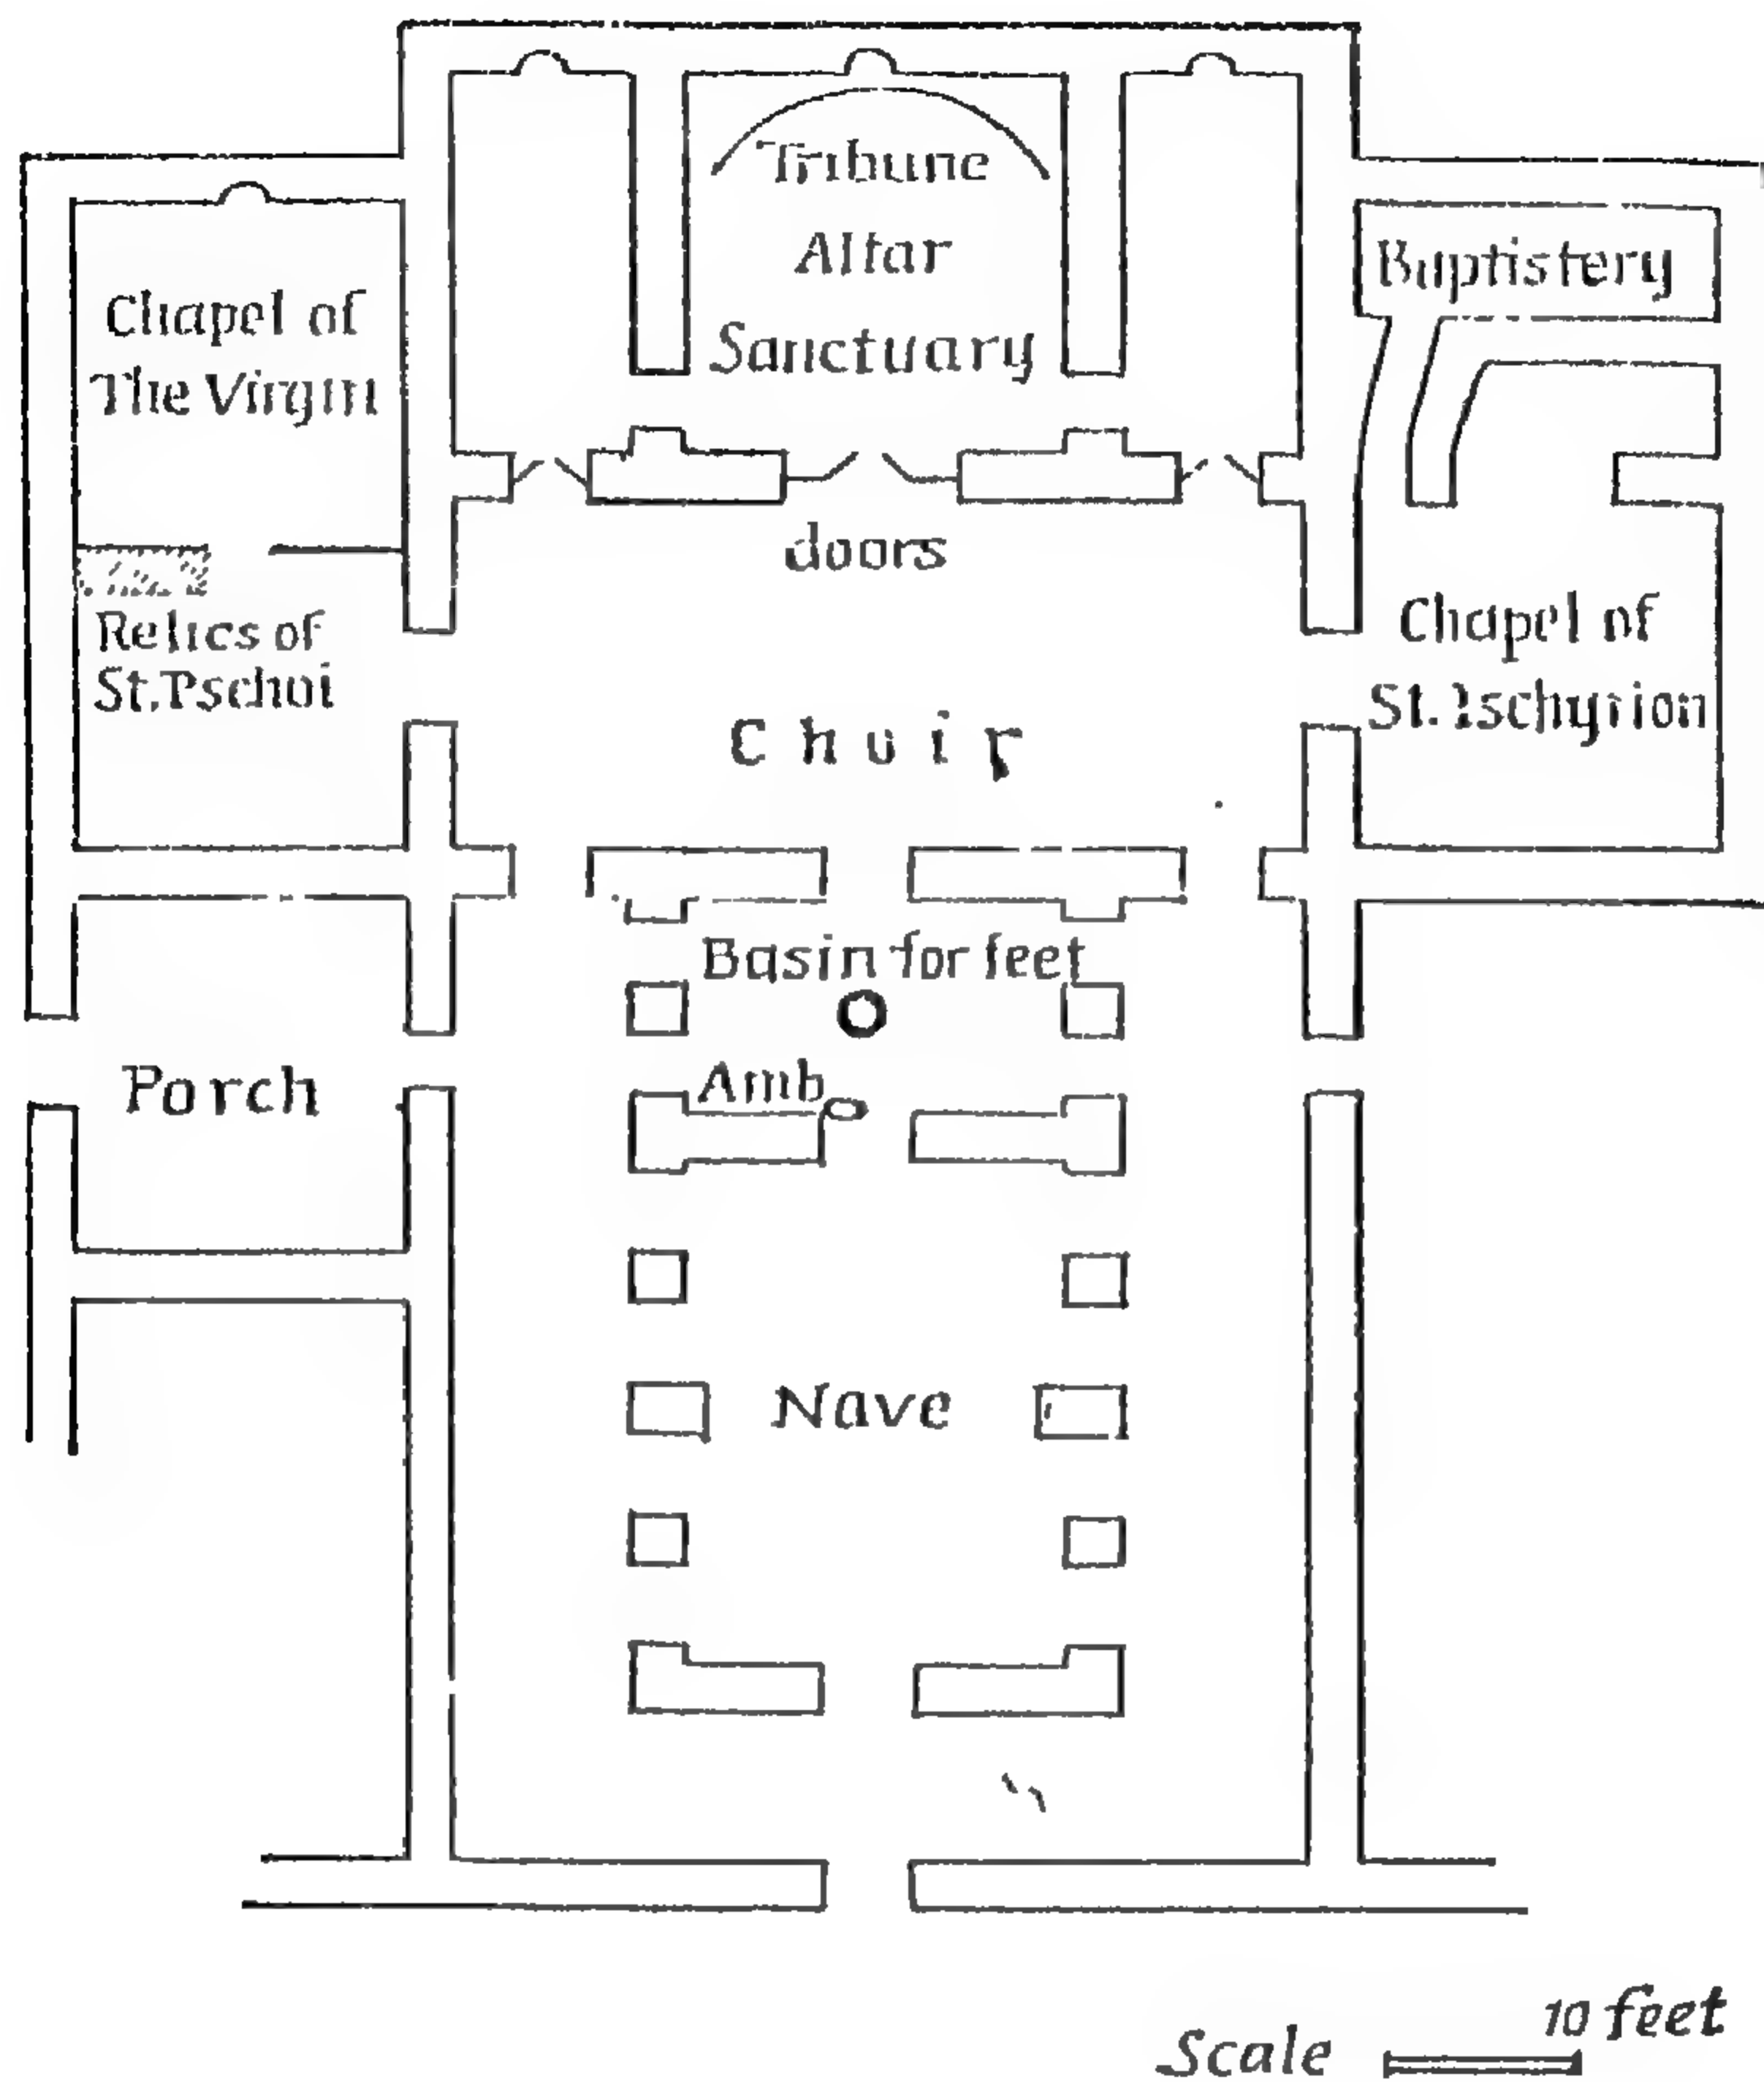 Tribune
Altar
Sanctuary
Baptistery
Chapel of
The Virgin
doors
Relics of
St. Pschoi
Chapel of
St. Ischyrion
Choir
Basin for feet
Amb
Porch
Nave
10 feet
Scale